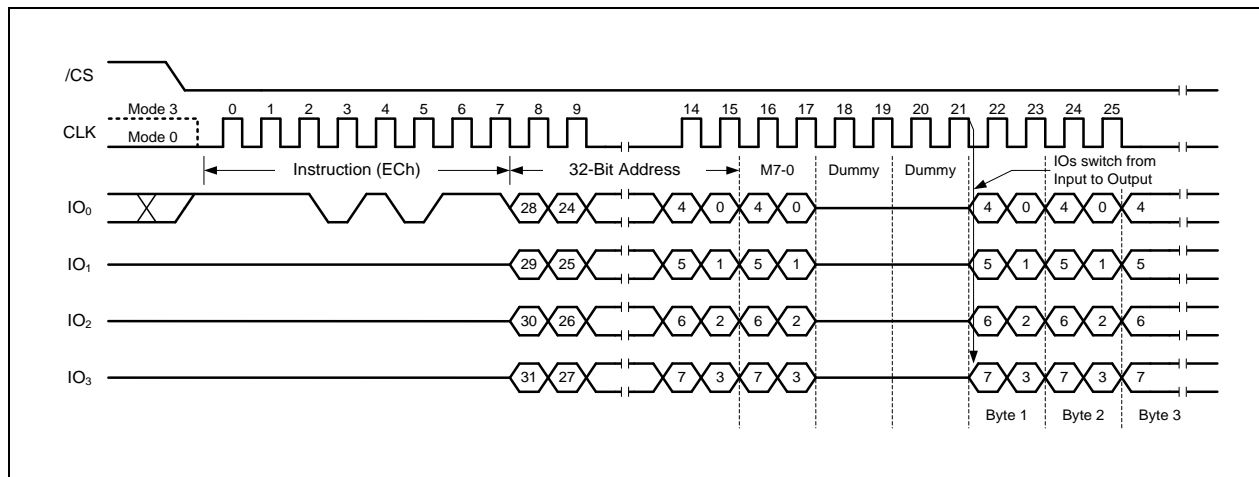 /CS
Mode 3 0 1 2 3 4 5 6 7 8 9 14 15 16 17 18 19 20 21 22 23 24 25
CLK
Mode 0
Instruction (ECh) 32-Bit Address M7-0 Dummy Dummy IOs switch from
Input to Output
IO₀ 28 24 4 0 4 0 4 0 4 0 4
IO₁ 29 25 5 1 5 1 5 1 5 1 5
IO₂ 30 26 6 2 6 2 6 2 6 2 6
IO₃ 31 27 7 3 7 3 7 3 7 3 7
Byte 1 Byte 2 Byte 3